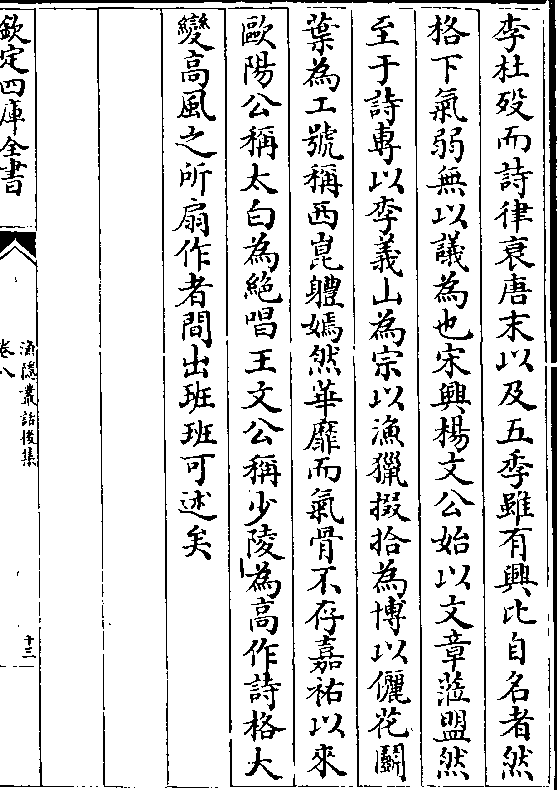 李杜殁而詩律衰唐末以及五季雖有興比自名者然
格下氣弱無以議為也宋興楊文公始以文章蒞盟然
至于詩專以李義山為宗以漁獵掇拾為博以儷花鬭
葉為工號稱西崑軆嫣然華靡而氣骨不存嘉祐以來
歐陽公稱太白為絕唱王文公稱少陵為高作詩格大
變高風之所扇作者間出班班可述矣
欽定四庫全書
漁隱叢話後集
卷八
十三